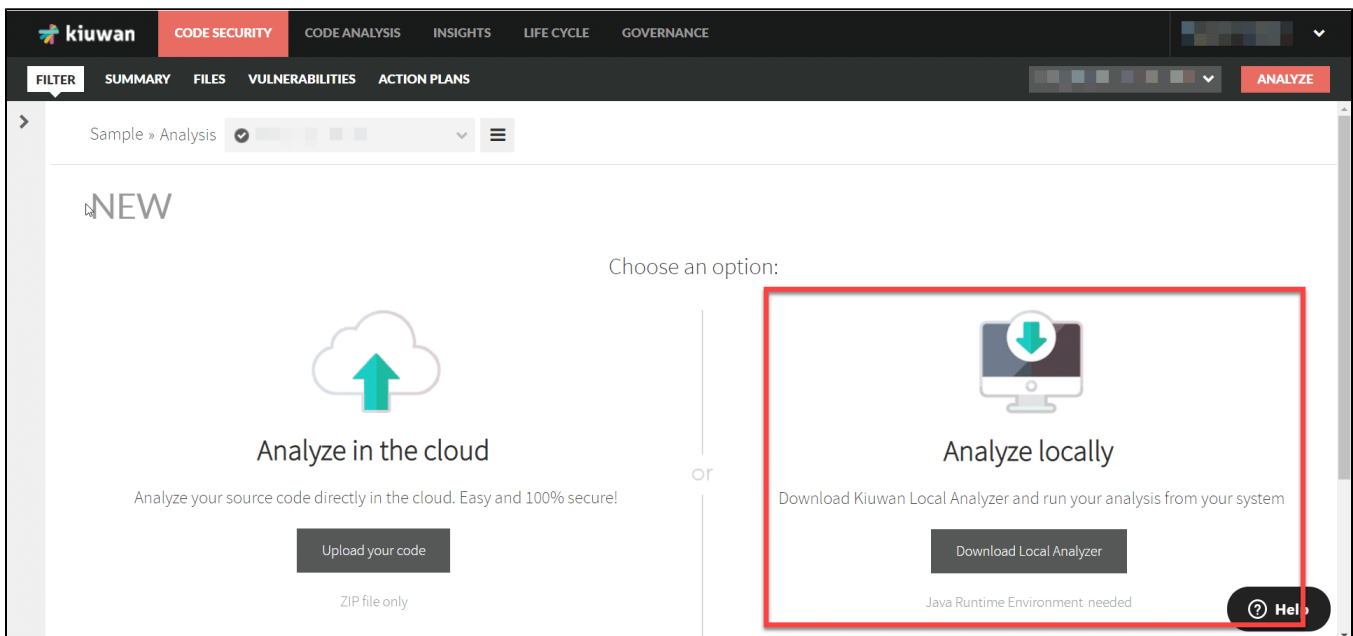 kiuwan CODE SECURITY CODE ANALYSIS INSIGHTS LIFE CYCLE GOVERNANCE
FILTER SUMMARY FILES VULNERABILITIES ACTION PLANS ANALYZE
Sample » Analysis
NEW
Choose an option:
Analyze in the cloud
Analyze your source code directly in the cloud. Easy and 100% secure!
Upload your code
ZIP file only
or
Analyze locally
Download Kiuwan Local Analyzer and run your analysis from your system
Download Local Analyzer
Java Runtime Environment needed
Help